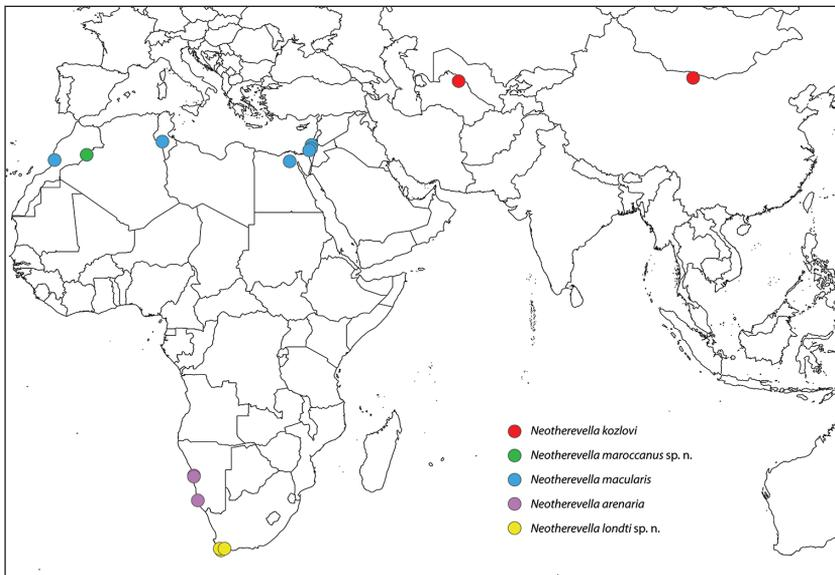 Neotherevella kozlovi
Neotherevella maroccanus sp. n.
Neotherevella macularis
Neotherevella arenaria
Neotherevella londti sp. n.